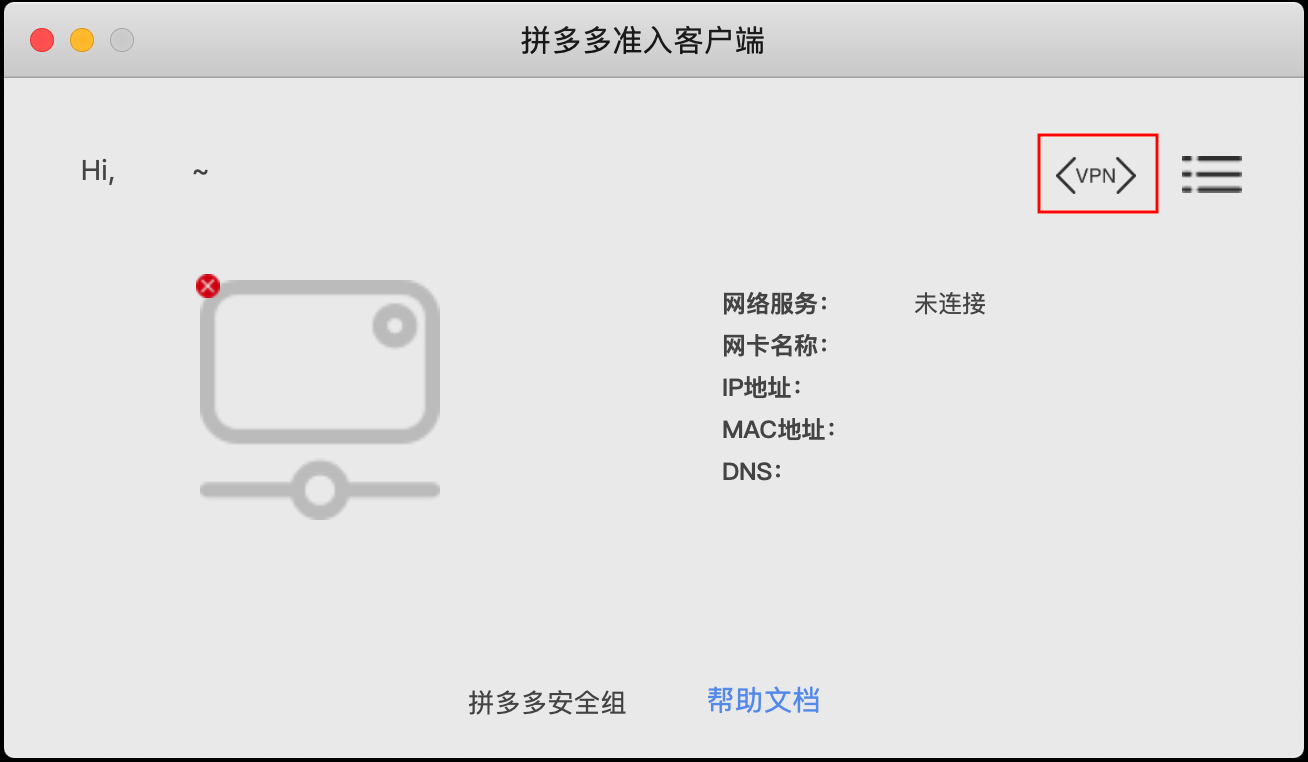 拼多多准入客户端
Hi, ~
VPN
网络服务： 未连接
网卡名称：
IP地址：
MAC地址：
DNS：
拼多多安全组 帮助文档